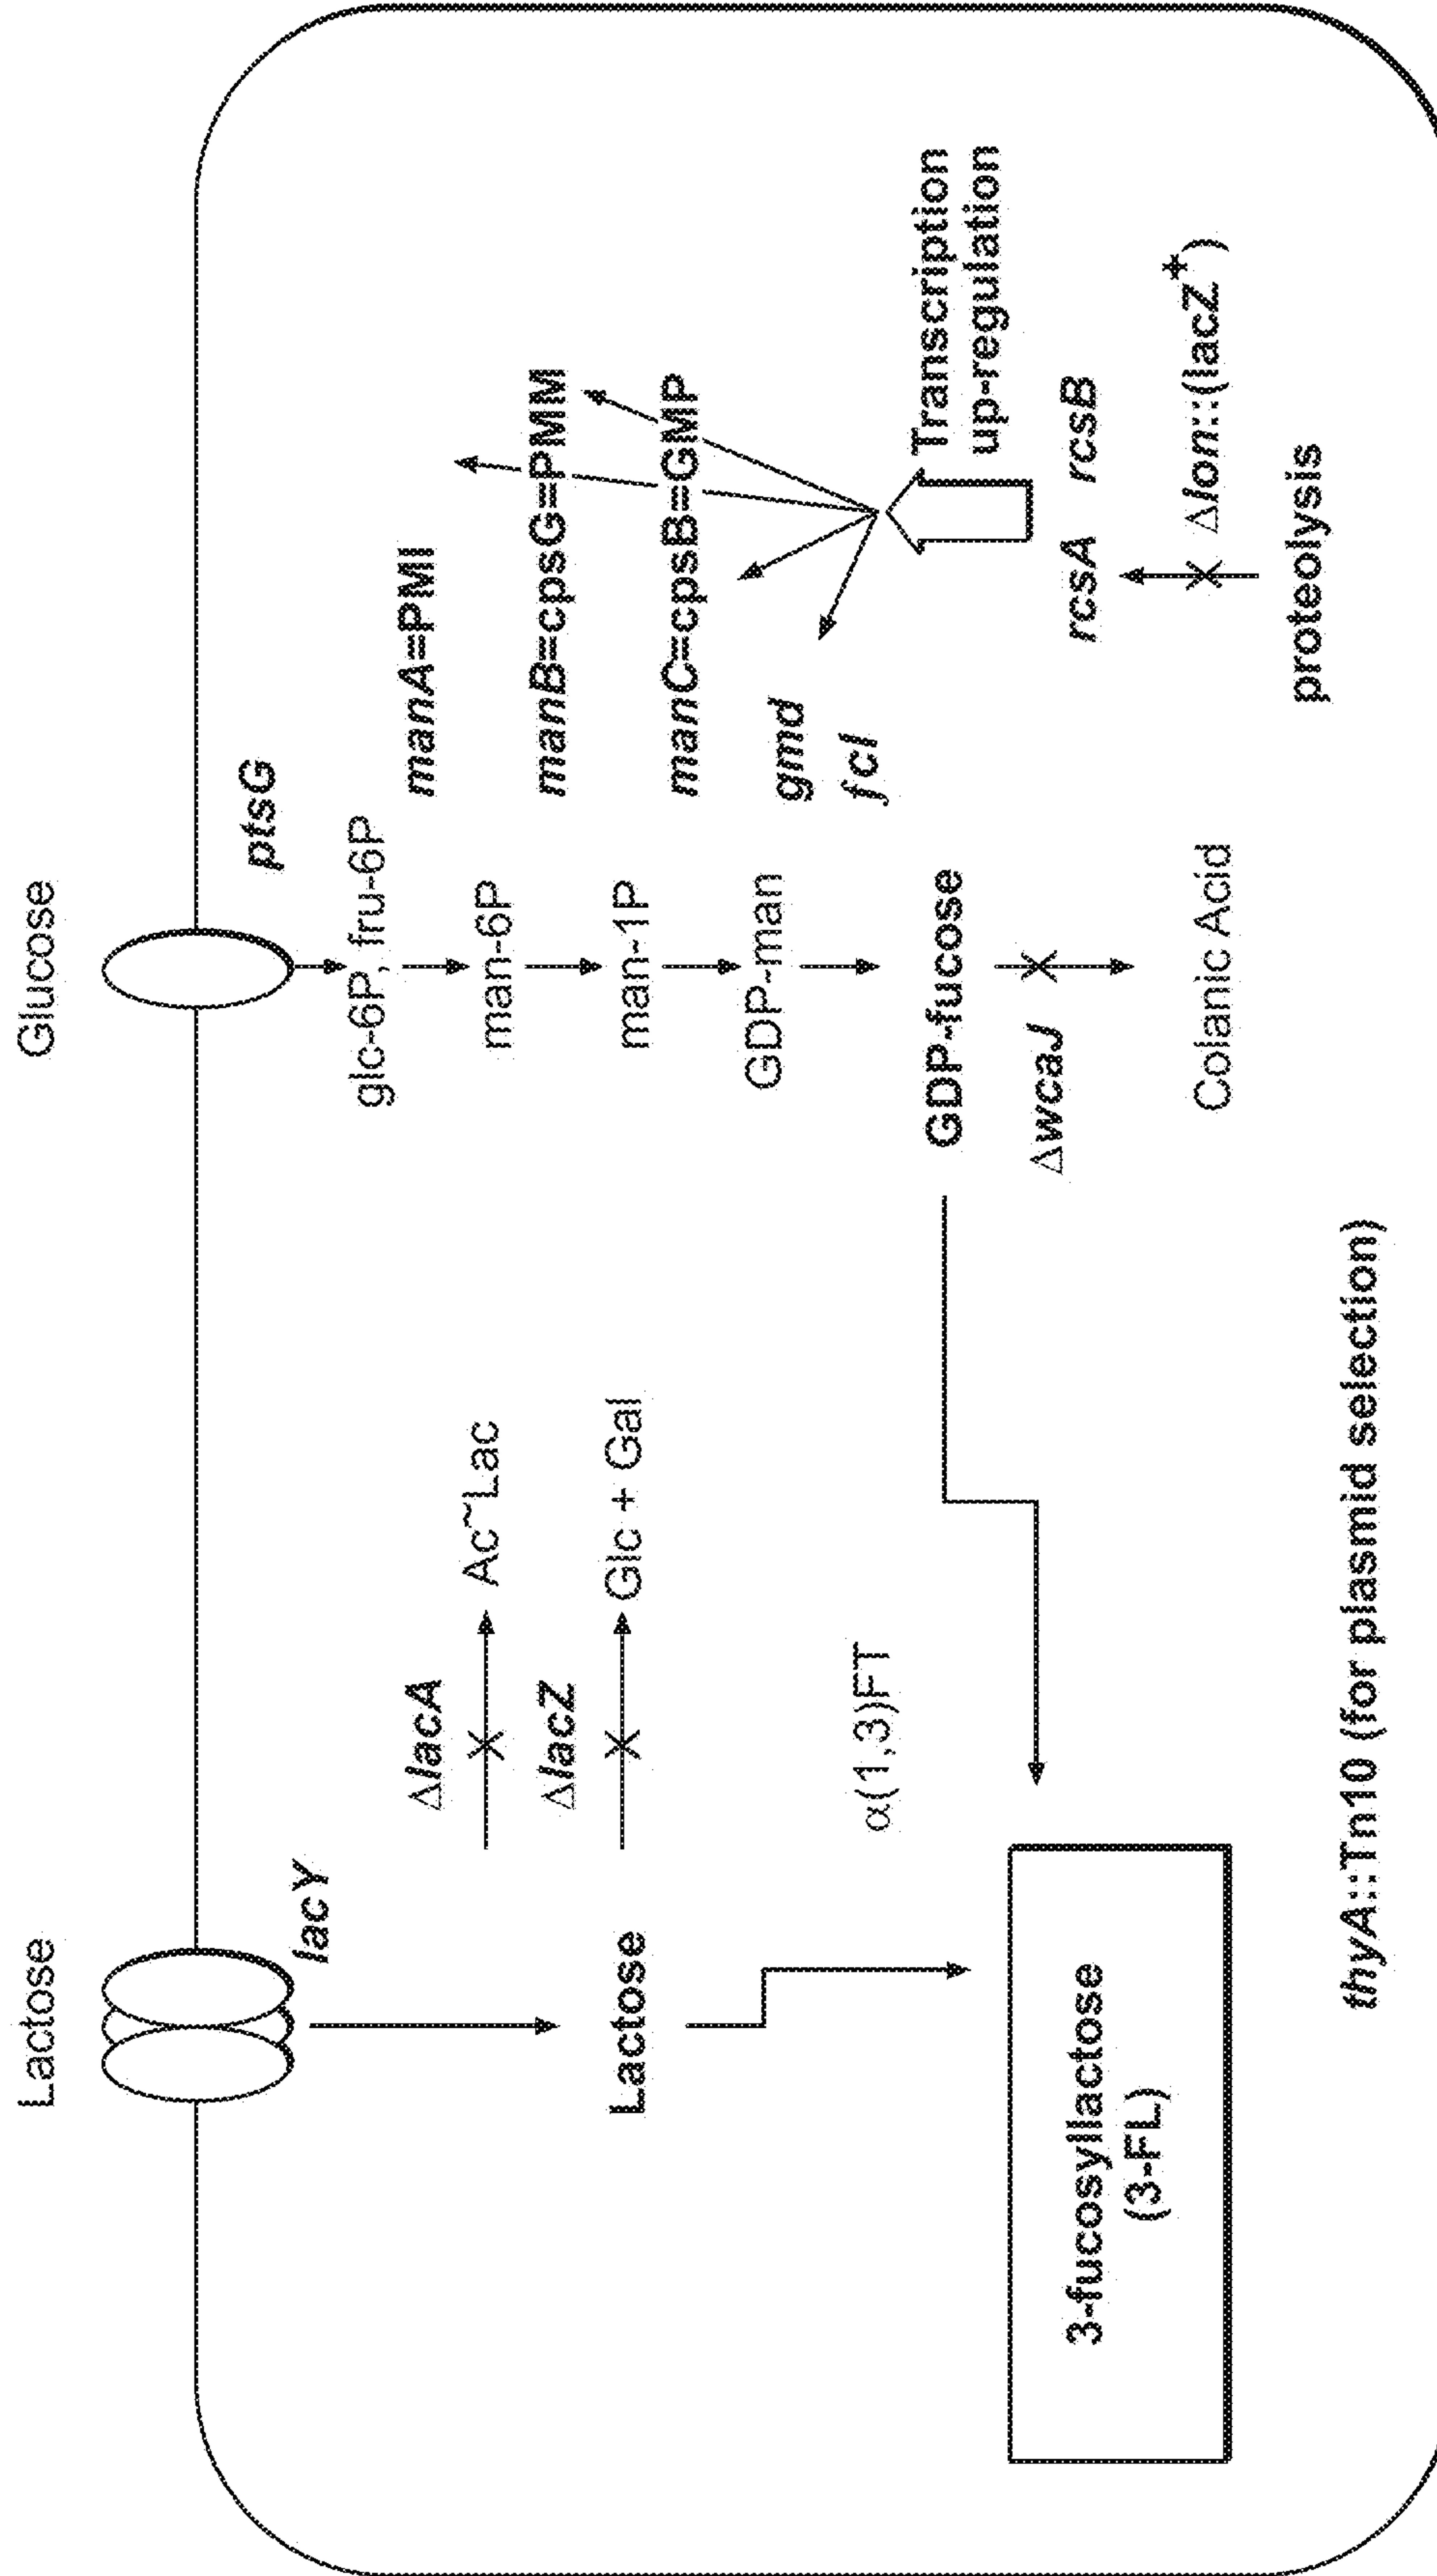 Lactose
Glucose
lacY
ptsG
glc-6P, fru-6P
ΔlacA
Ac~Lac
man-6P
manA=PMI
ΔlacZ
Glc + Gal
Lactose
man-1P
manB=cpsG=PMM
GDP-man
manC=cpsB=GMP
gmd
fcl
α(1,3)FT
GDP-fucose
Transcription
up-regulation
ΔwcaJ
rcsA rcsB
3-fucosyllactose
(3-FL)
Colanic Acid
Δlon::(lacZ+)
proteolysis
thyA::Tn10 (for plasmid selection)